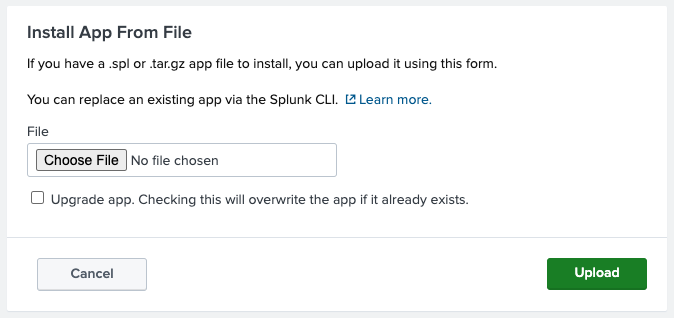 Install App From File
If you have a .spl or .tar.gz app file to install, you can upload it using this form.
You can replace an existing app via the Splunk CLI. Learn more.
File
Choose File No file chosen
Upgrade app. Checking this will overwrite the app if it already exists.
Cancel Upload